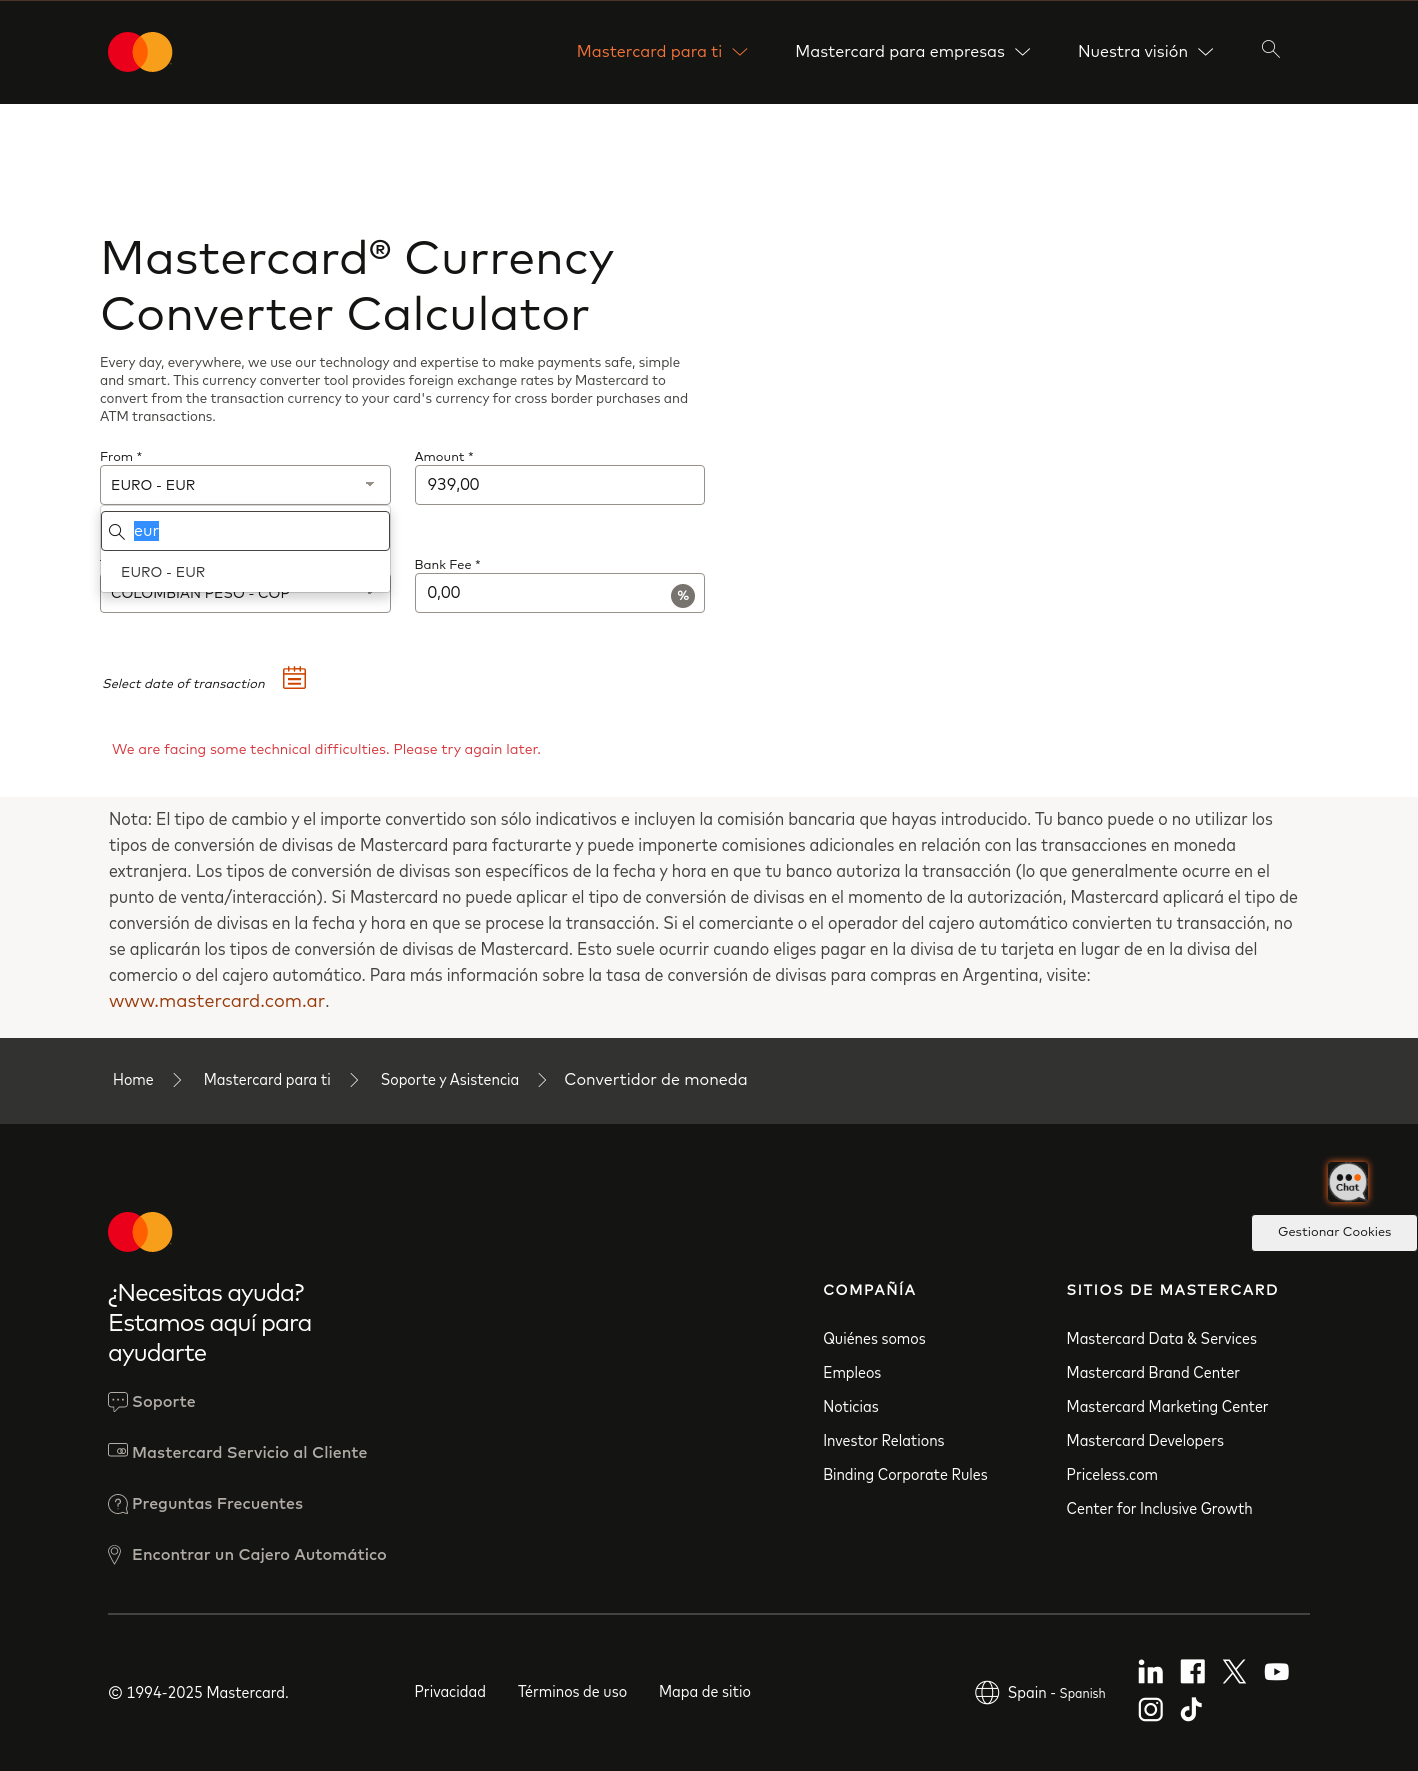 Mastercard para ti
Mastercard para empresas
Nuestra visión
Mastercard® Currency
Converter Calculator
Every day, everywhere, we use our technology and expertise to make payments safe, simple
and smart. This currency converter tool provides foreign exchange rates by Mastercard to
convert from the transaction currency to your card's currency for cross border purchases and
ATM transactions.
From *
Amount *
EURO - EUR
939,00
eur
EURO - EUR
Bank Fee *
COLOMBIAN PESO - COP
0,00
%
Select date of transaction
We are facing some technical difficulties. Please try again later.
Nota: El tipo de cambio y el importe convertido son sólo indicativos e incluyen la comisión bancaria que hayas introducido. Tu banco puede o no utilizar los
tipos de conversión de divisas de Mastercard para facturarte y puede imponerte comisiones adicionales en relación con las transacciones en moneda
extranjera. Los tipos de conversión de divisas son específicos de la fecha y hora en que tu banco autoriza la transacción (lo que generalmente ocurre en el
punto de venta/interacción). Si Mastercard no puede aplicar el tipo de conversión de divisas en el momento de la autorización, Mastercard aplicará el tipo de
conversión de divisas en la fecha y hora en que se procese la transacción. Si el comerciante o el operador del cajero automático convierten tu transacción, no
se aplicarán los tipos de conversión de divisas de Mastercard. Esto suele ocurrir cuando eliges pagar en la divisa de tu tarjeta en lugar de en la divisa del
comercio o del cajero automático. Para más información sobre la tasa de conversión de divisas para compras en Argentina, visite:
www.mastercard.com.ar.
Home
Mastercard para ti
Soporte y Asistencia
Convertidor de moneda
Chat
Gestionar Cookies
¿Necesitas ayuda?
Estamos aquí para
ayudarte
Soporte
Mastercard Servicio al Cliente
Preguntas Frecuentes
Encontrar un Cajero Automático
COMPAÑÍA
Quiénes somos
Empleos
Noticias
Investor Relations
Binding Corporate Rules
SITIOS DE MASTERCARD
Mastercard Data & Services
Mastercard Brand Center
Mastercard Marketing Center
Mastercard Developers
Priceless.com
Center for Inclusive Growth
© 1994-2025 Mastercard.
Privacidad
Términos de uso
Mapa de sitio
Spain - Spanish